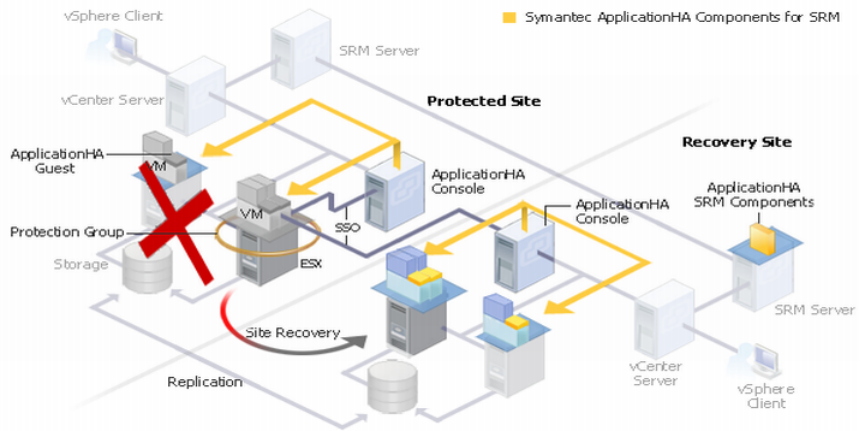 vSphere Client
Symantec ApplicationHA Components for SRM
SRM Server
vCenter Server
Protected Site
Recovery Site
ApplicationHA
Guest
VM
ApplicationHA
Console
ApplicationHA
SRM Components
ApplicationHA
Console
VM
SSO
Protection Group
Storage
ESX
SRM Server
Site Recovery
vCenter
Server
Replication
vSphere
Client